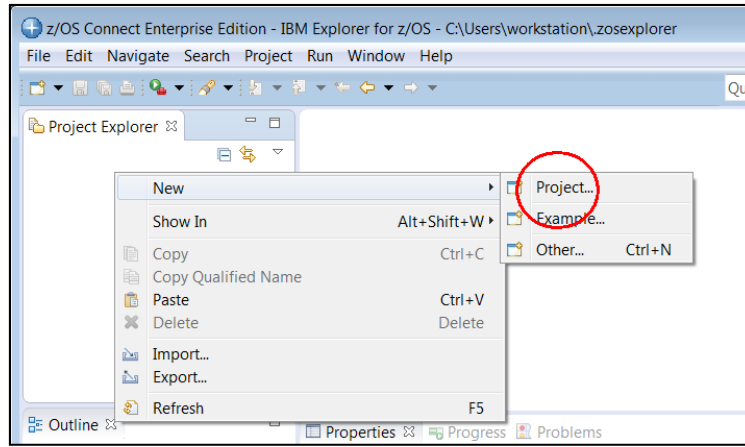 z/OS Connect Enterprise Edition - IBM Explorer for z/OS - C:\Users\workstation\.zosexplorer
File Edit Navigate Search Project Run Window Help
Project Explorer
New
Project...
Show In Alt+Shift+W
Example...
Copy Ctrl+C
Other... Ctrl+N
Copy Qualified Name
Paste Ctrl+V
Delete Delete
Import...
Export...
Refresh F5
Outline
Properties Progress Problems